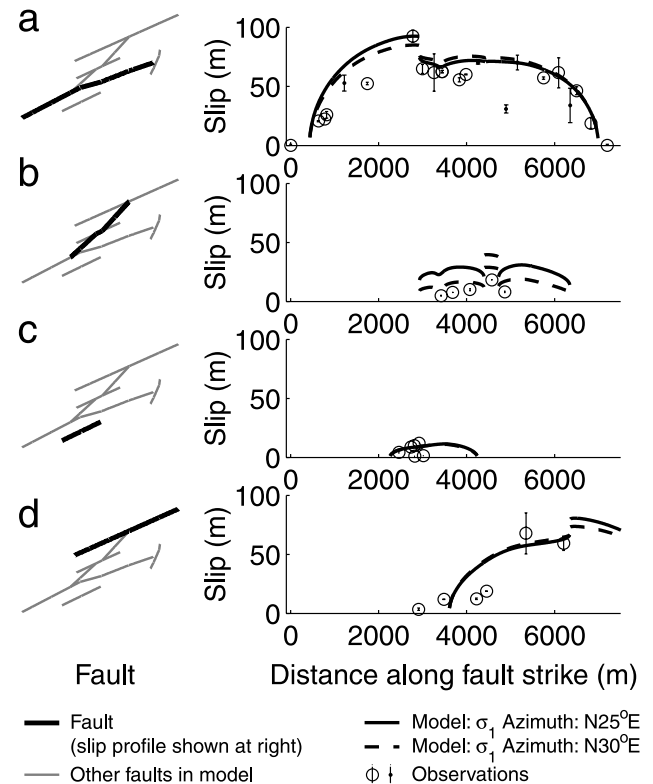 a
100
50
0
Slip (m)
0 2000 4000 6000
b
100
50
0
Slip (m)
0 2000 4000 6000
c
100
50
0
Slip (m)
0 2000 4000 6000
d
100
50
0
Slip (m)
0 2000 4000 6000
Fault Distance along fault strike (m)
Fault
(slip profile shown at right)
Other faults in model
Model: σ1 Azimuth: N25°E
Model: σ1 Azimuth: N30°E
Observations